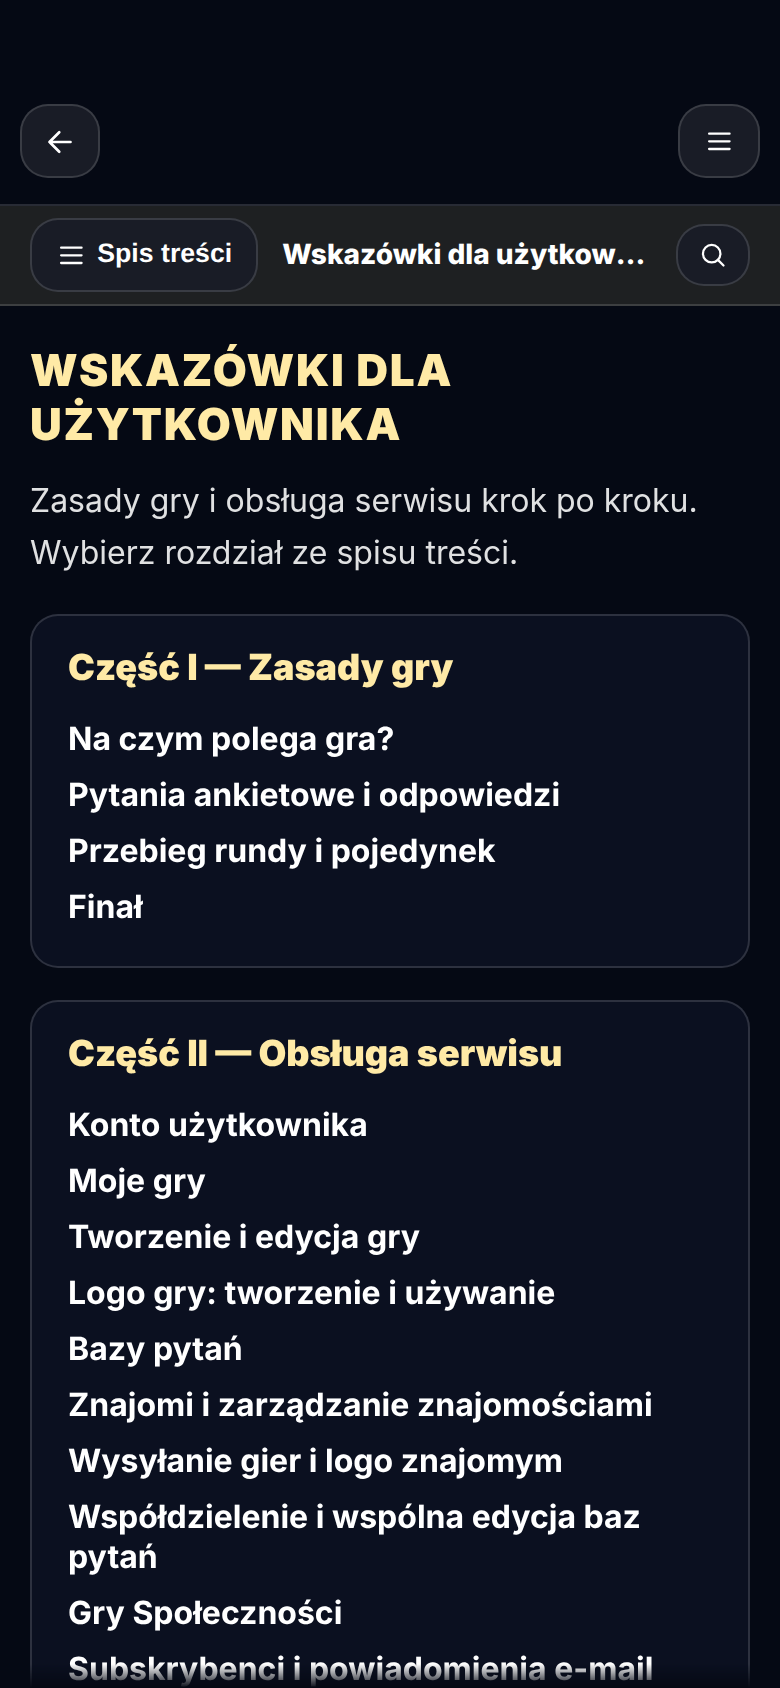 Spis treści
Wskazówki dla użytkow...
WSKAZÓWKI DLA
UŻYTKOWNIKA
Zasady gry i obsługa serwisu krok po kroku.
Wybierz rozdział ze spisu treści.
Część I — Zasady gry
Na czym polega gra?
Pytania ankietowe i odpowiedzi
Przebieg rundy i pojedynek
Finał
Część II — Obsługa serwisu
Konto użytkownika
Moje gry
Tworzenie i edycja gry
Logo gry: tworzenie i używanie
Bazy pytań
Znajomi i zarządzanie znajomościami
Wysyłanie gier i logo znajomym
Współdzielenie i wspólna edycja baz
pytań
Gry Społeczności
Subskrybenci i powiadomienia e-mail